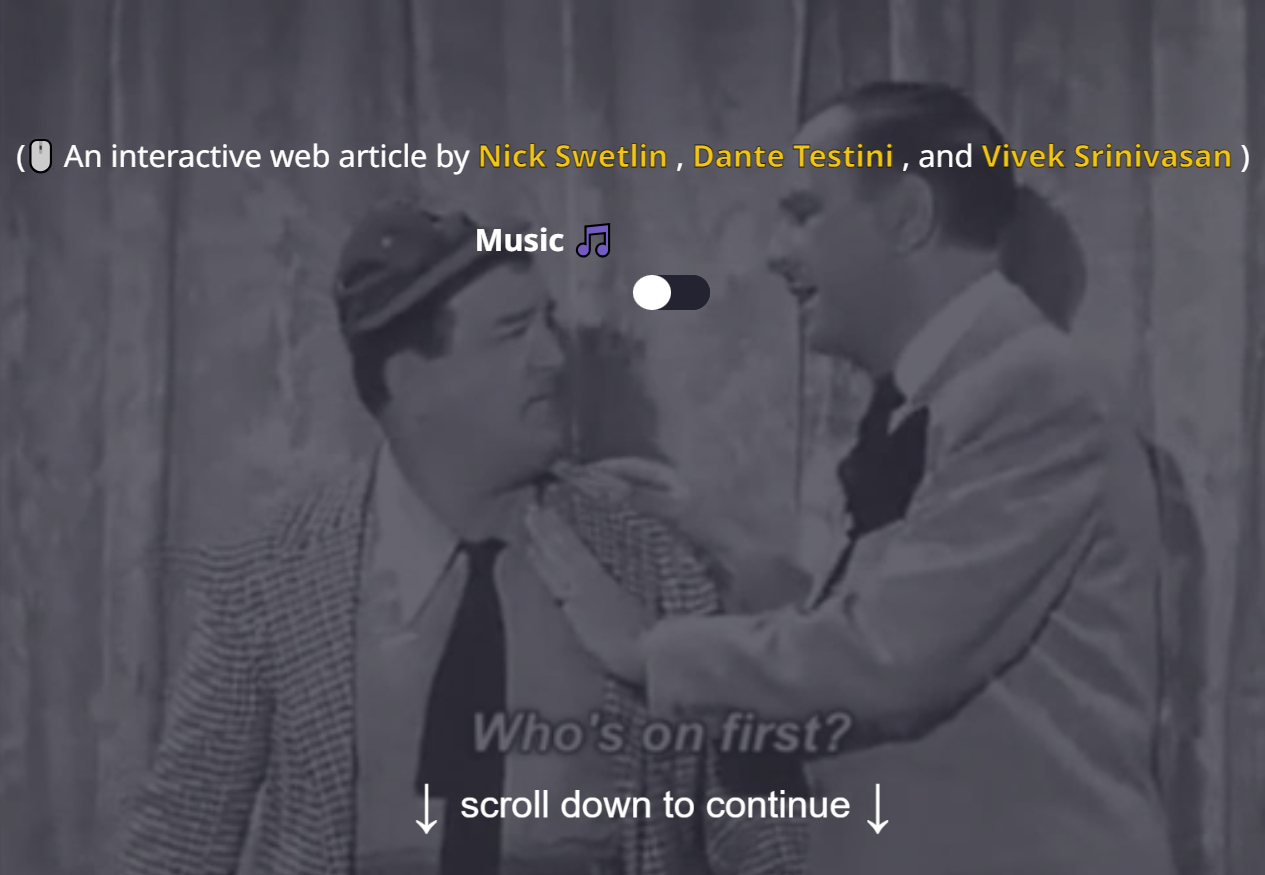 (🖱️ An interactive web article by Nick Swetlin , Dante Testini , and Vivek Srinivasan )
Music 🎵
Who's on first?
↓ scroll down to continue ↓